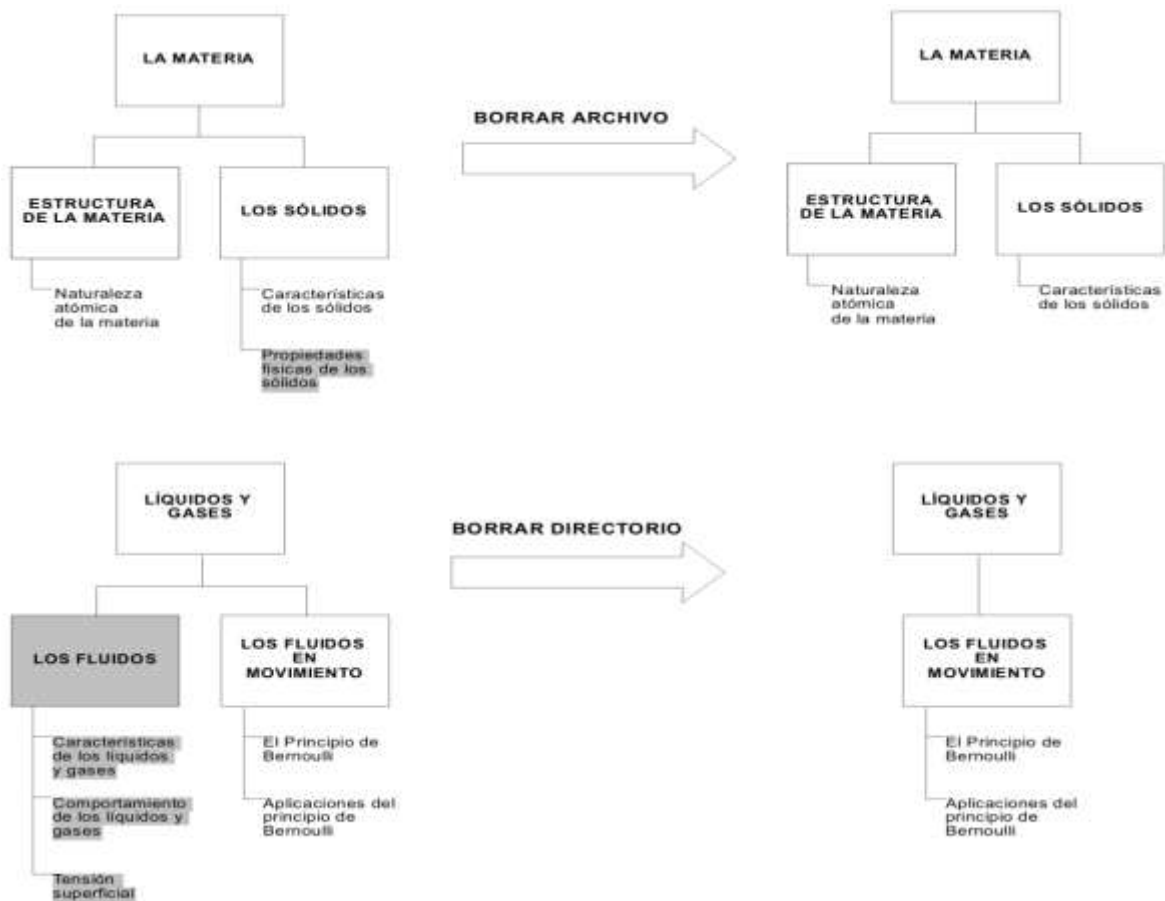 LA MATERIA
ESTRUCTURA
DE LA MATERIA
LOS SÓLIDOS
Naturaleza
atómica
de la materia
Características
de los sólidos
Propiedades
físicas de los
sólidos
BORRAR ARCHIVO
LA MATERIA
ESTRUCTURA
DE LA MATERIA
LOS SÓLIDOS
Naturaleza
atómica
de la materia
Características
de los sólidos
LÍQUIDOS Y
GASES
LOS FLUIDOS
LOS FLUIDOS
EN
MOVIMIENTO
Características
de los líquidos
y gases
Comportamiento
de los líquidos y
gases
Tensión
superficial
El Principio de
Bernoulli
Aplicaciones del
principio de
Bernoulli
BORRAR DIRECTORIO
LÍQUIDOS Y
GASES
LOS FLUIDOS
EN
MOVIMIENTO
El Principio de
Bernoulli
Aplicaciones del
principio de
Bernoulli